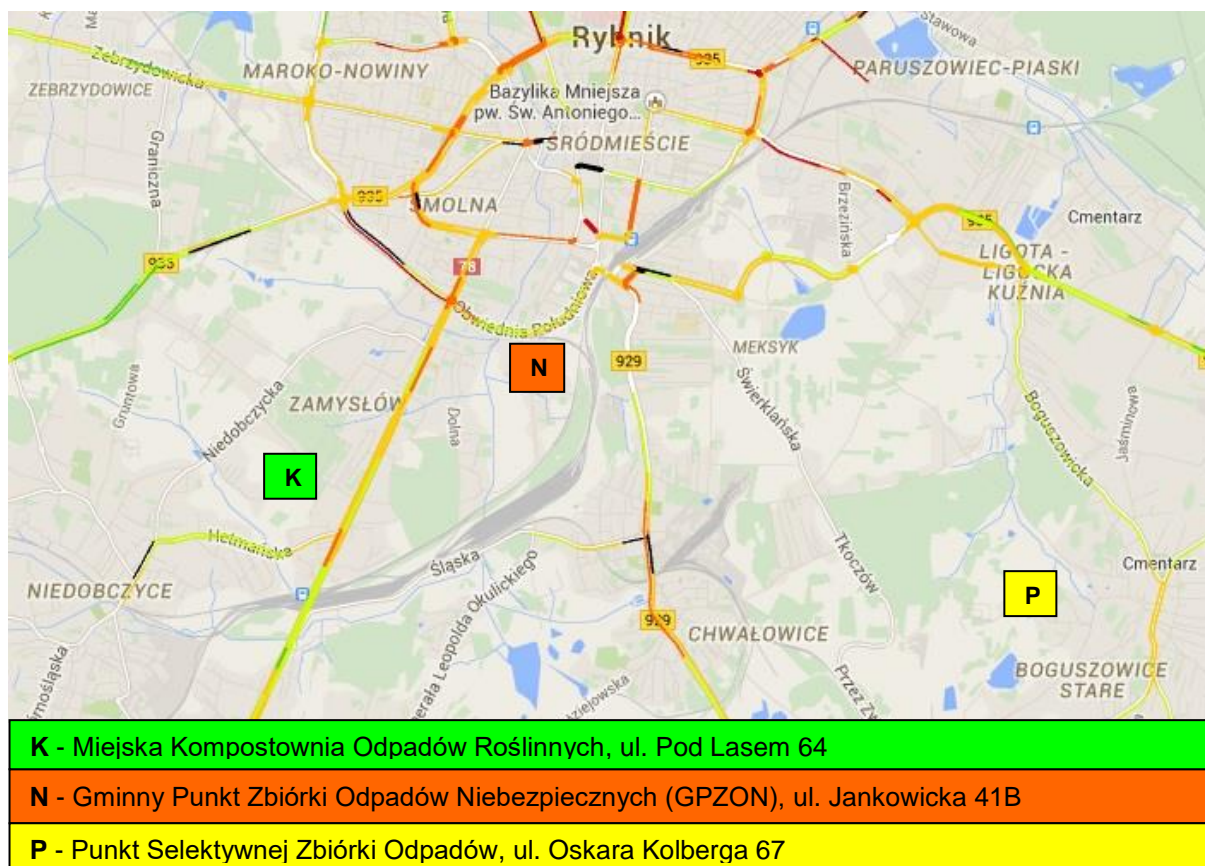 Rybnik
Stawowa
935
Zebrzydowicka
MAROKO-NOWINY
PARUSZOWIEC-PIASKI
ZEBRZYDOWICE
Bazylika Mniejsza
pw. Św. Antoniego...
ŚRÓDMIEŚCIE
Graniczna
935
SMOLNA
Brzezińska
935
Cmentarz
LIGOTA -
LIGOCKA
KUŹNIA
933
78
Obwiednia Południowa
N
929
MEKSYK
Gruntowa
ZAMYSŁÓW
Dolna
Niedobczycka
Świerklańska
Boguszowicka
Jaśminowa
K
Hetmańska
Śląska
NIEDOBCZYCE
Tkoczów
Cmentarz
P
929
CHWAŁOWICE
BOGUSZOWICE
STARE
Leopolda Okulickiego
K - Miejska Kompostownia Odpadów Roślinnych, ul. Pod Lasem 64
N - Gminny Punkt Zbiórki Odpadów Niebezpiecznych (GPZON), ul. Jankowicka 41B
P - Punkt Selektywnej Zbiórki Odpadów, ul. Oskara Kolberga 67